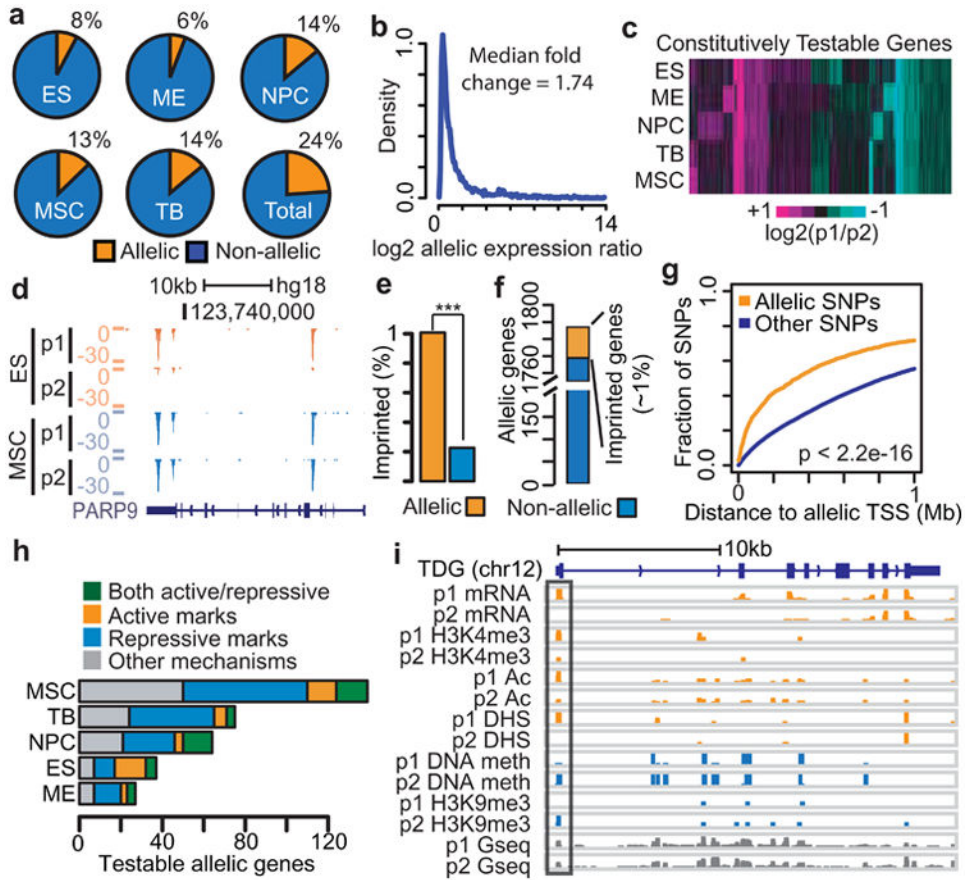 a
8%
6%
14%
ES
ME
NPC
13%
14%
24%
MSC
TB
Total
Allelic
Non-allelic
b
Median fold
change = 1.74
1.0
0.0
Density
0
14
log2 allelic expression ratio
c
Constitutively Testable Genes
ES
ME
NPC
TB
MSC
+1
-1
log2(p1/p2)
d
10kb
hg18
123,740,000
ES
p1
0
-30
p2
0
-30
MSC
p1
0
-30
p2
0
-30
PARP9
e
***
1
0
Imprinted (%)
f
Allelic genes
1800
1760
150
0
Imprinted genes
(~1%)
Allelic
Non-allelic
g
Allelic SNPs
Other SNPs
1.0
0.0
Fraction of SNPs
p < 2.2e-16
0
1
Distance to allelic TSS (Mb)
h
Both active/repressive
Active marks
Repressive marks
Other mechanisms
MSC
TB
NPC
ES
ME
0
40
80
120
Testable allelic genes
i
10kb
TDG (chr12)
p1 mRNA
p2 mRNA
p1 H3K4me3
p2 H3K4me3
p1 Ac
p2 Ac
p1 DHS
p2 DHS
p1 DNA meth
p2 DNA meth
p1 H3K9me3
p2 H3K9me3
p1 Gseq
p2 Gseq